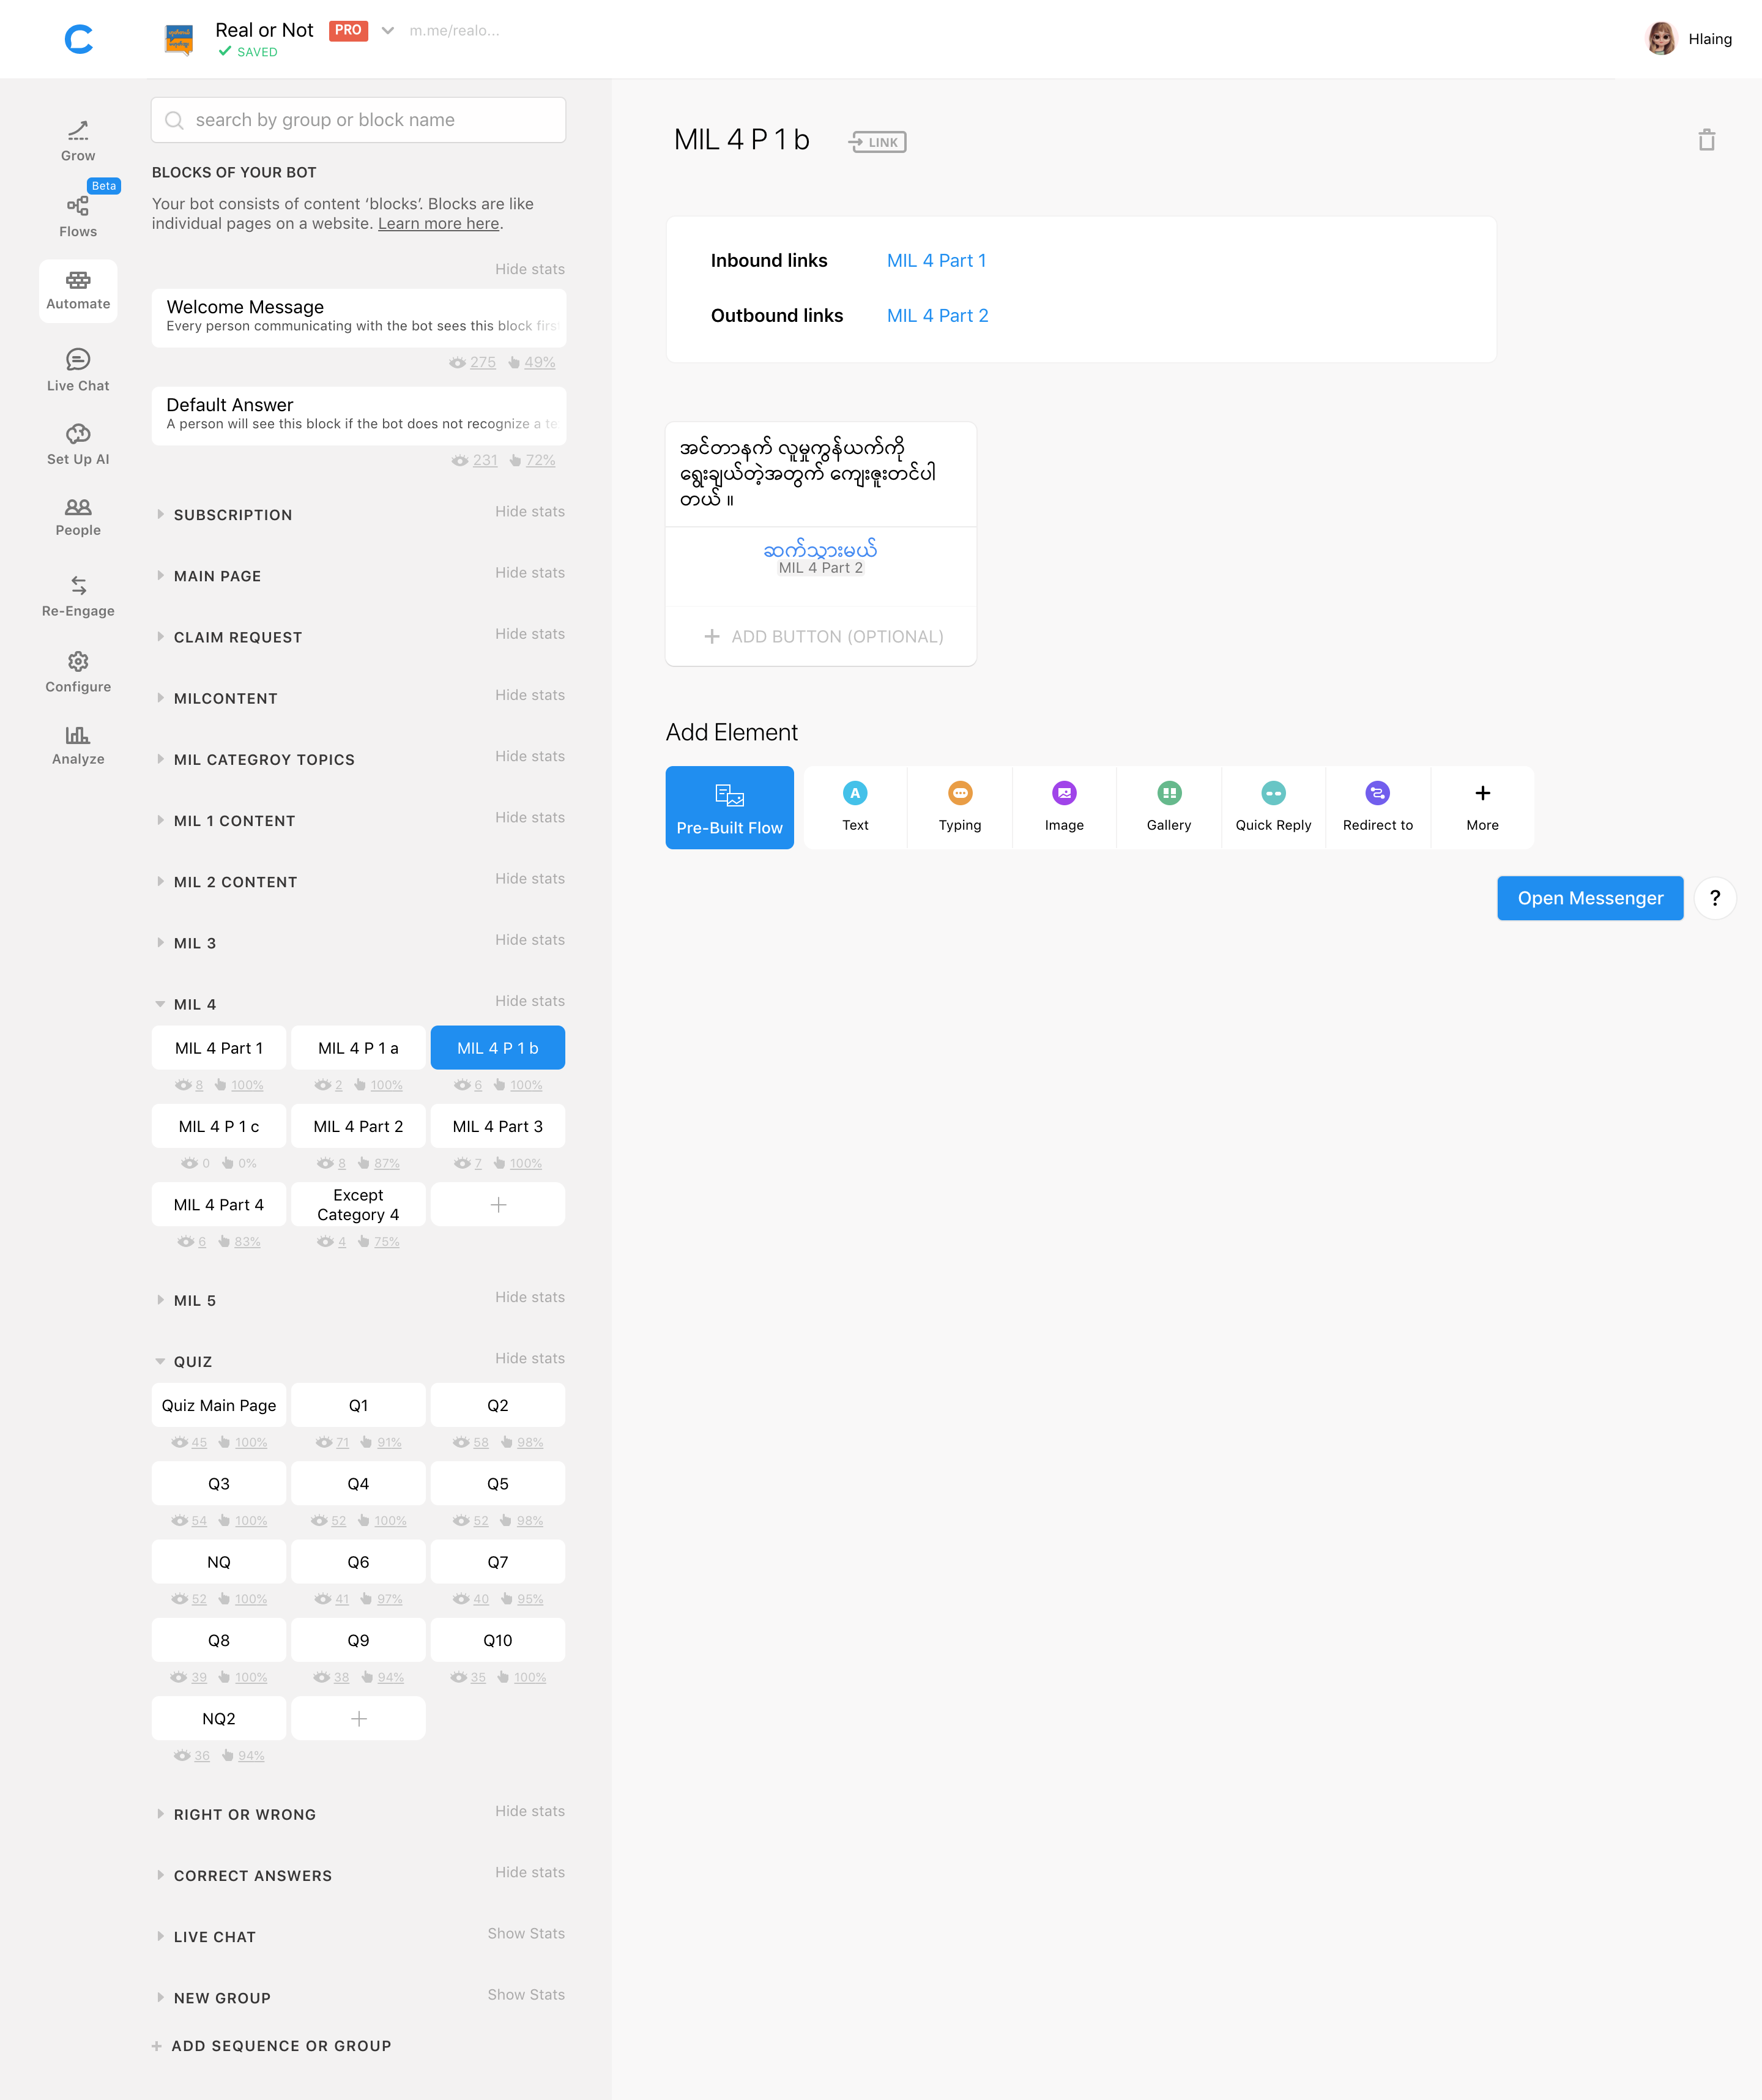 Real or Not PRO m.me/realo...
SAVED
Hlaing
Grow
Beta
Flows
Automate
Live Chat
Set Up AI
People
Re-Engage
Configure
Analyze
search by group or block name
BLOCKS OF YOUR BOT
Your bot consists of content ‘blocks’. Blocks are like
individual pages on a website. Learn more here.
Hide stats
Welcome Message
Every person communicating with the bot sees this block firs
275 49%
Default Answer
A person will see this block if the bot does not recognize a te
231 72%
SUBSCRIPTION Hide stats
MAIN PAGE Hide stats
CLAIM REQUEST Hide stats
MILCONTENT Hide stats
MIL CATEGROY TOPICS Hide stats
MIL 1 CONTENT Hide stats
MIL 2 CONTENT Hide stats
MIL 3 Hide stats
MIL 4 Hide stats
MIL 4 Part 1 MIL 4 P 1 a MIL 4 P 1 b
8 100% 2 100% 6 100%
MIL 4 P 1 c MIL 4 Part 2 MIL 4 Part 3
0 0% 8 87% 7 100%
MIL 4 Part 4 Except
Category 4
6 83% 4 75%
MIL 5 Hide stats
QUIZ Hide stats
Quiz Main Page Q1 Q2
45 100% 71 91% 58 98%
Q3 Q4 Q5
54 100% 52 100% 52 98%
NQ Q6 Q7
52 100% 41 97% 40 95%
Q8 Q9 Q10
39 100% 38 94% 35 100%
NQ2
36 94%
RIGHT OR WRONG Hide stats
CORRECT ANSWERS Hide stats
LIVE CHAT Show Stats
NEW GROUP Show Stats
+ ADD SEQUENCE OR GROUP
MIL 4 P 1 b LINK
Inbound links MIL 4 Part 1
Outbound links MIL 4 Part 2
အင်တာနက် လူမှုကွန်ယက်ကို
ရွေးချယ်တဲ့အတွက် ကျေးဇူးတင်ပါ
တယ် ။
ဆက်သွားမယ်
MIL 4 Part 2
+ ADD BUTTON (OPTIONAL)
Add Element
Pre-Built Flow Text Typing Image Gallery Quick Reply Redirect to More
Open Messenger ?